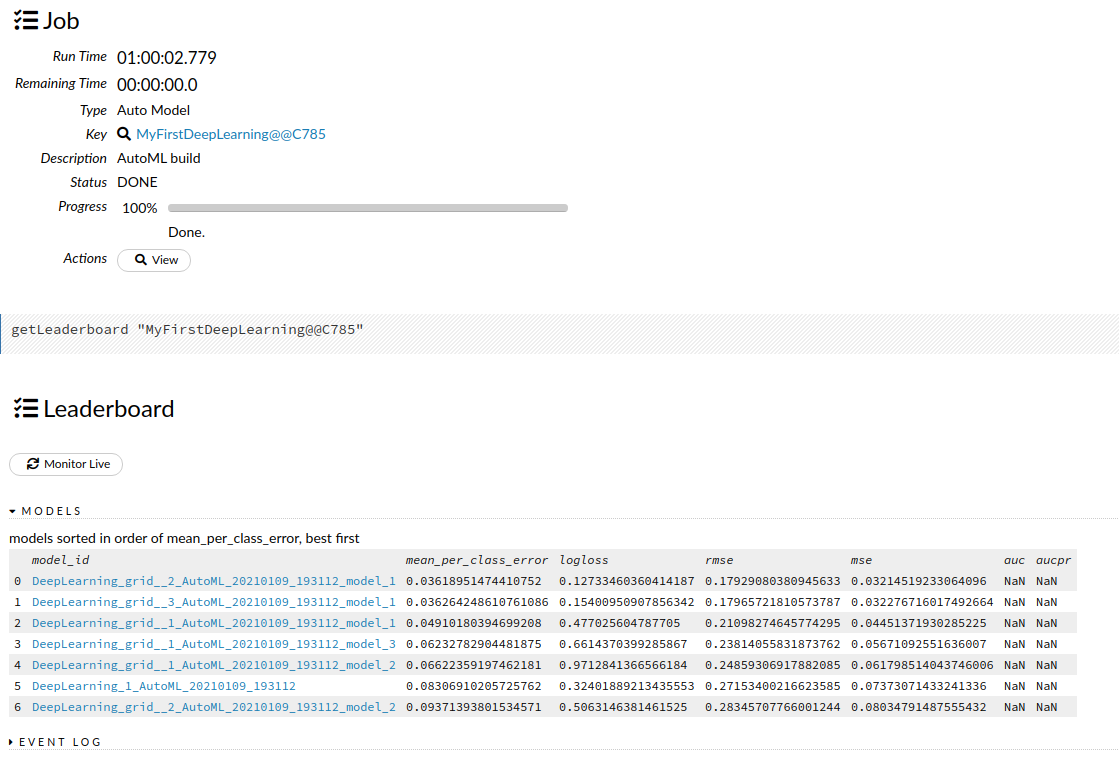 Job
Run Time 01:00:02.779
Remaining Time 00:00:00.0
Type Auto Model
Key MyFirstDeepLearning@@C785
Description AutoML build
Status DONE
Progress 100%
Done.
Actions View
getLeaderboard "MyFirstDeepLearning@@C785"
Leaderboard
Monitor Live
MODELS
models sorted in order of mean_per_class_error, best first
model_id mean_per_class_error logloss rmse mse auc aucpr
0 DeepLearning_grid__2_AutoML_20210109_193112_model_1 0.03618951474410752 0.12733460360414187 0.17929080380945633 0.03214519233064096 NaN NaN
1 DeepLearning_grid__3_AutoML_20210109_193112_model_1 0.036264248610761086 0.15400950907856342 0.17965721810573787 0.032276716017492664 NaN NaN
2 DeepLearning_grid__1_AutoML_20210109_193112_model_1 0.04910180394699208 0.477025604787705 0.21098274645774295 0.04451371930285225 NaN NaN
3 DeepLearning_grid__1_AutoML_20210109_193112_model_3 0.06232782904481875 0.6614370399285867 0.2381405583187376​2 0.05671092551636007 NaN NaN
4 DeepLearning_grid__1_AutoML_20210109_193112_model_2 0.06622359197462181 0.9712841366566184 0.24859306917882085 0.061798514043746006 NaN NaN
5 DeepLearning_1_AutoML_20210109_193112 0.08306910205725762 0.32401889213435553 0.27153400216623585 0.07373071433241336 NaN NaN
6 DeepLearning_grid__2_AutoML_20210109_193112_model_2 0.09371393801534571 0.5063146381461525 0.28345707766001244 0.08034791487555432 NaN NaN
EVENT LOG